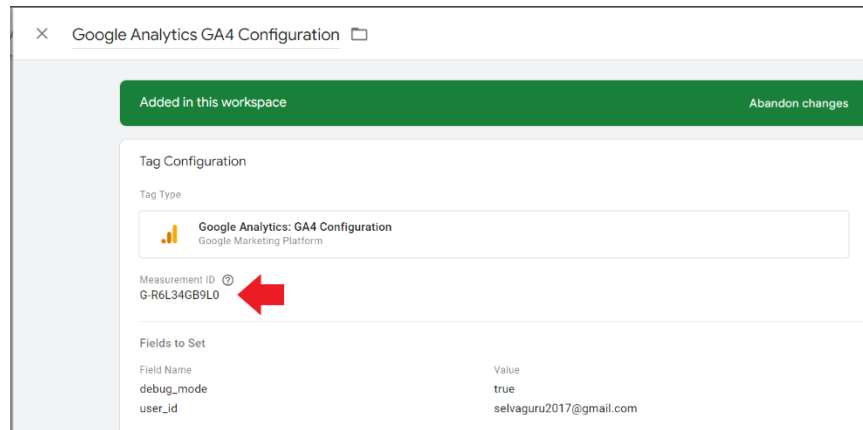 Google Analytics GA4 Configuration
Added in this workspace Abandon changes
Tag Configuration
Tag Type
Google Analytics: GA4 Configuration
Google Marketing Platform
Measurement ID
G-R6L34GB9L0
Fields to Set
Field Name Value
debug_mode true
user_id selvaguru2017@gmail.com